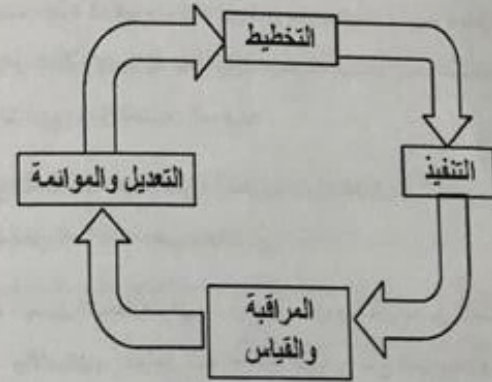 التخطيط
التنفيذ
المراقبة
والقياس
التعديل والموائمة